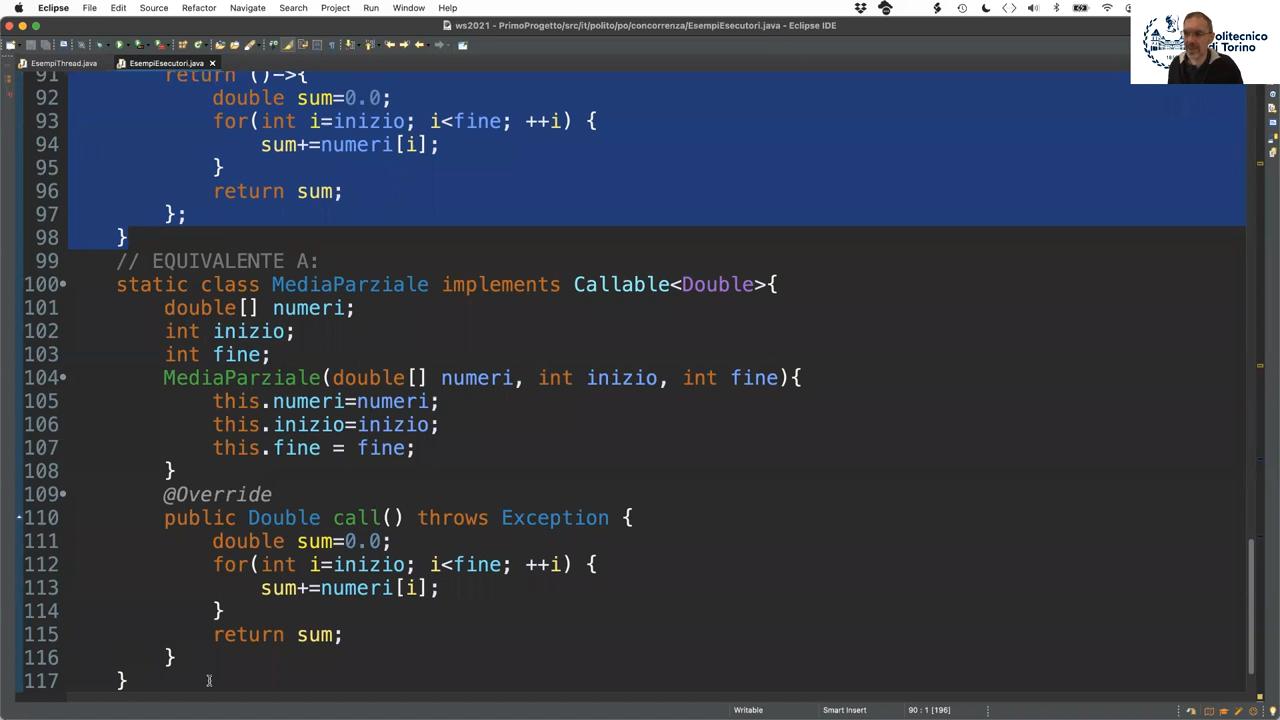 Eclipse File Edit Source Refactor Navigate Search Project Run Window Help
ws2021 - PrimoProgetto/src/it/polito/po/concorrenza/EsempiEsecutori.java - Eclipse IDE
Politecnico
di Torino
EsempiThread.java EsempiEsecutori.java
91 return ()->{
92 double sum=0.0;
93 for(int i=inizio; i<fine; ++i) {
94 sum+=numeri[i];
95 }
96 return sum;
97 };
98 }
99 // EQUIVALENTE A:
100 static class MediaParziale implements Callable<Double>{
101 double[] numeri;
102 int inizio;
103 int fine;
104 MediaParziale(double[] numeri, int inizio, int fine){
105 this.numeri=numeri;
106 this.inizio=inizio;
107 this.fine = fine;
108 }
109 @Override
110 public Double call() throws Exception {
111 double sum=0.0;
112 for(int i=inizio; i<fine; ++i) {
113 sum+=numeri[i];
114 }
115 return sum;
116 }
117 }
Writable Smart Insert 90 : 1 [196]